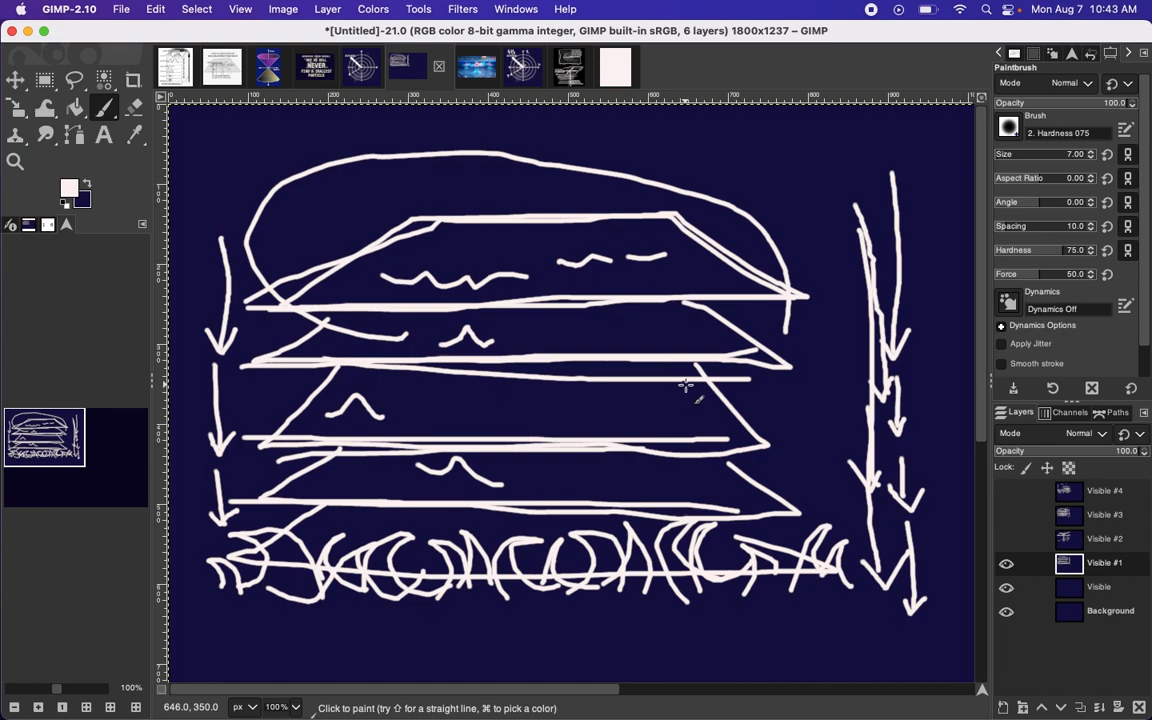 GIMP-2.10 File Edit Select View Image Layer Colors Tools Filters Windows Help Mon Aug 7 10:43 AM
*[Untitled]-21.0 (RGB color 8-bit gamma integer, GIMP built-in sRGB, 6 layers) 1800x1237 – GIMP
Paintbrush
Mode Normal
Opacity 100.0
Brush
2. Hardness 075
Size 7.00
Aspect Ratio 0.00
Angle 0.00
Spacing 10.0
Hardness 75.0
Force 50.0
Dynamics
Dynamics Off
Dynamics Options
Apply Jitter
Smooth stroke
Layers Channels Paths
Mode Normal
Opacity 100.0
Lock:
Visible #4
Visible #3
Visible #2
Visible #1
Visible
Background
100%
646.0, 350.0 px 100% Click to paint (try ⇧ for a straight line, ⌘ to pick a color)